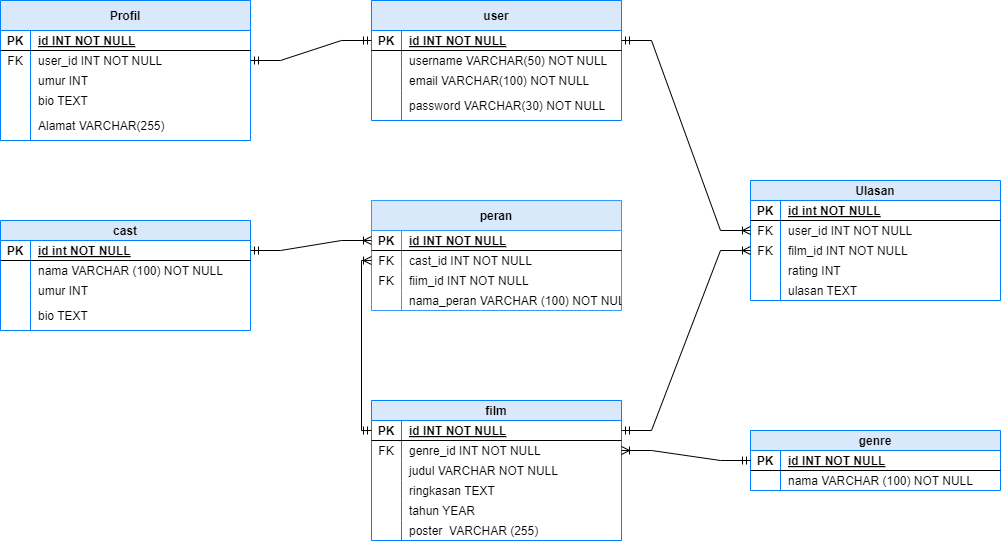 Profil
PK id INT NOT NULL
FK user_id INT NOT NULL
umur INT
bio TEXT
Alamat VARCHAR(255)
user
PK id INT NOT NULL
username VARCHAR(50) NOT NULL
email VARCHAR(100) NOT NULL
password VARCHAR(30) NOT NULL
cast
PK id int NOT NULL
nama VARCHAR (100) NOT NULL
umur INT
bio TEXT
peran
PK id INT NOT NULL
FK cast_id INT NOT NULL
FK fiim_id INT NOT NULL
nama_peran VARCHAR (100) NOT NUL
Ulasan
PK id int NOT NULL
FK user_id INT NOT NULL
FK film_id INT NOT NULL
rating INT
ulasan TEXT
film
PK id INT NOT NULL
FK genre_id INT NOT NULL
judul VARCHAR NOT NULL
ringkasan TEXT
tahun YEAR
poster VARCHAR (255)
genre
PK id INT NOT NULL
nama VARCHAR (100) NOT NULL